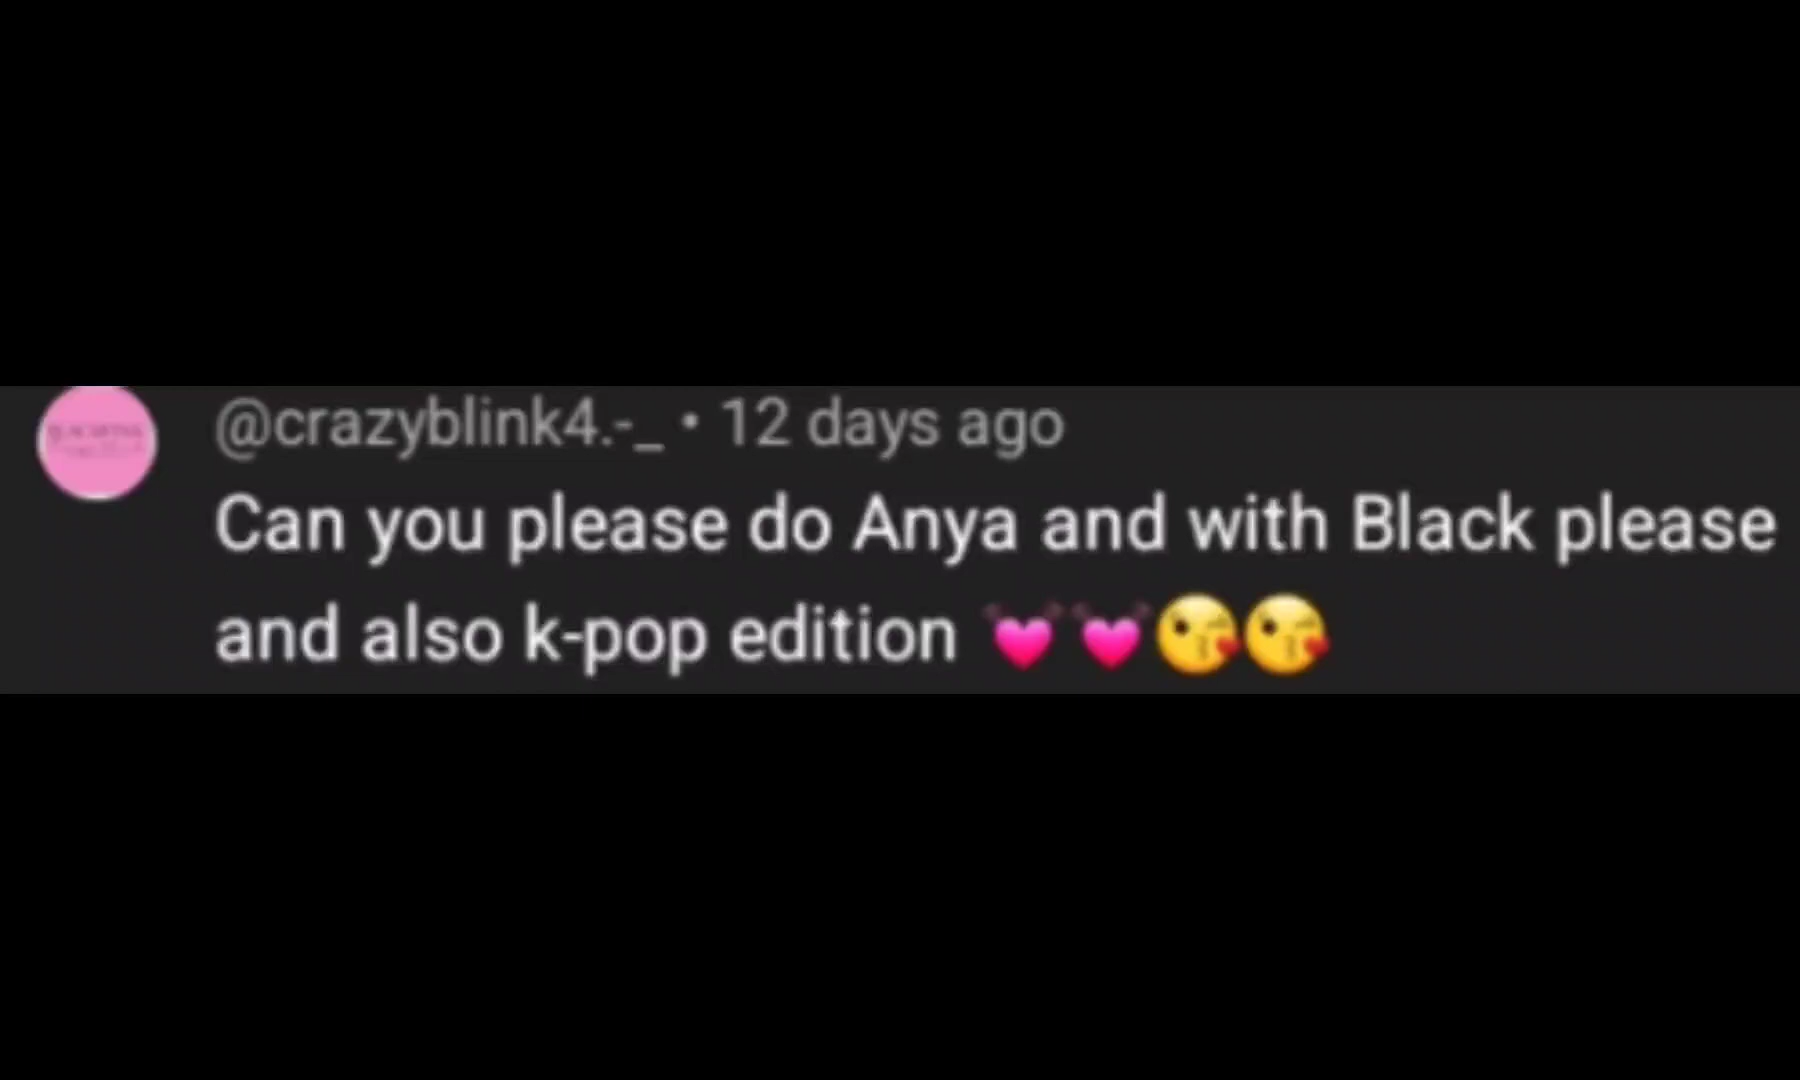 @crazyblink4.-_ • 12 days ago
Can you please do Anya and with Black please
and also k-pop edition 💓💓😘😘